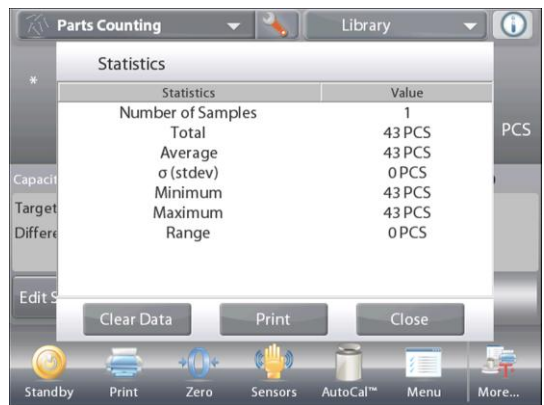 Parts Counting
Library
Statistics
*
Statistics Value
Number of Samples 1
Total 43 PCS
Average 43 PCS
σ (stdev) 0 PCS
Minimum 43 PCS
Maximum 43 PCS
Range 0 PCS
PCS
Target
Edit
Clear Data Print Close
Standby Print Zero Sensors AutoCal™ Menu More...